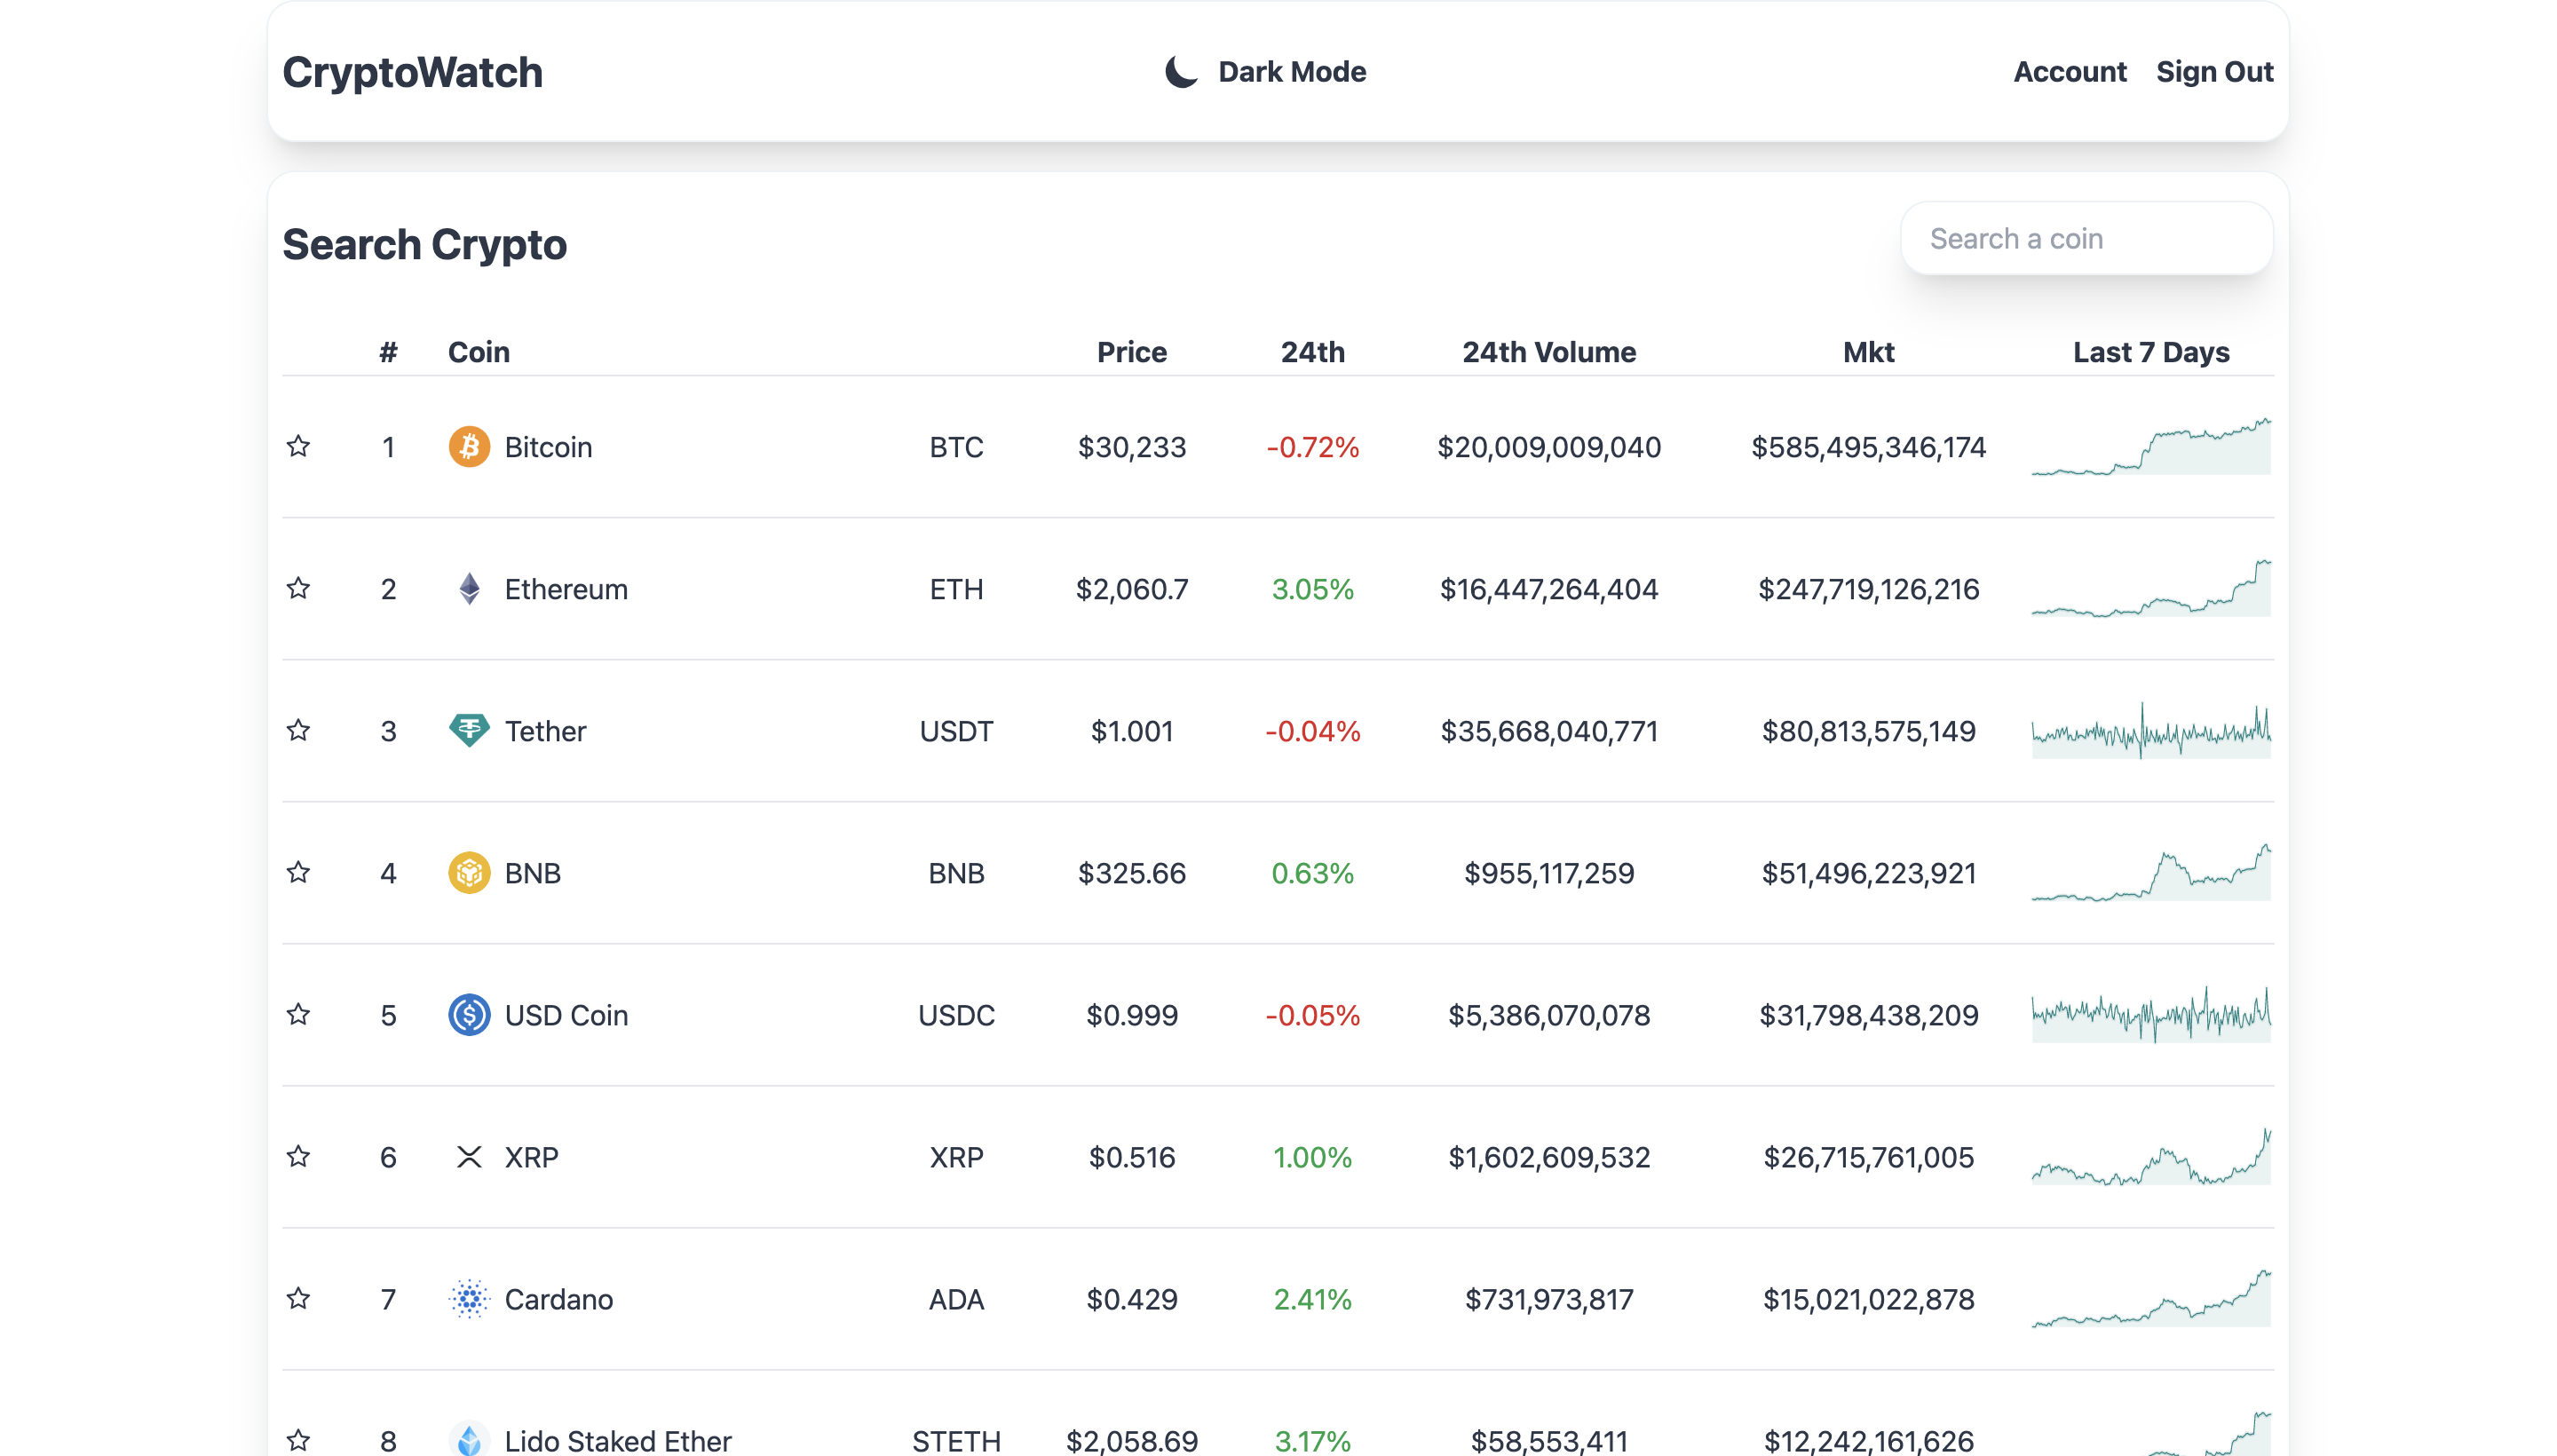 CryptoWatch Dark Mode Account Sign Out
Search Crypto Search a coin
# Coin Price 24th 24th Volume Mkt Last 7 Days
1 Bitcoin BTC $30,233 -0.72% $20,009,009,040 $585,495,346,174
2 Ethereum ETH $2,060.7 3.05% $16,447,264,404 $247,719,126,216
3 Tether USDT $1.001 -0.04% $35,668,040,771 $80,813,575,149
4 BNB BNB $325.66 0.63% $955,117,259 $51,496,223,921
5 USD Coin USDC $0.999 -0.05% $5,386,070,078 $31,798,438,209
6 XRP XRP $0.516 1.00% $1,602,609,532 $26,715,761,005
7 Cardano ADA $0.429 2.41% $731,973,817 $15,021,022,878
8 Lido Staked Ether STETH $2,058.69 3.17% $58,553,411 $12,242,161,626